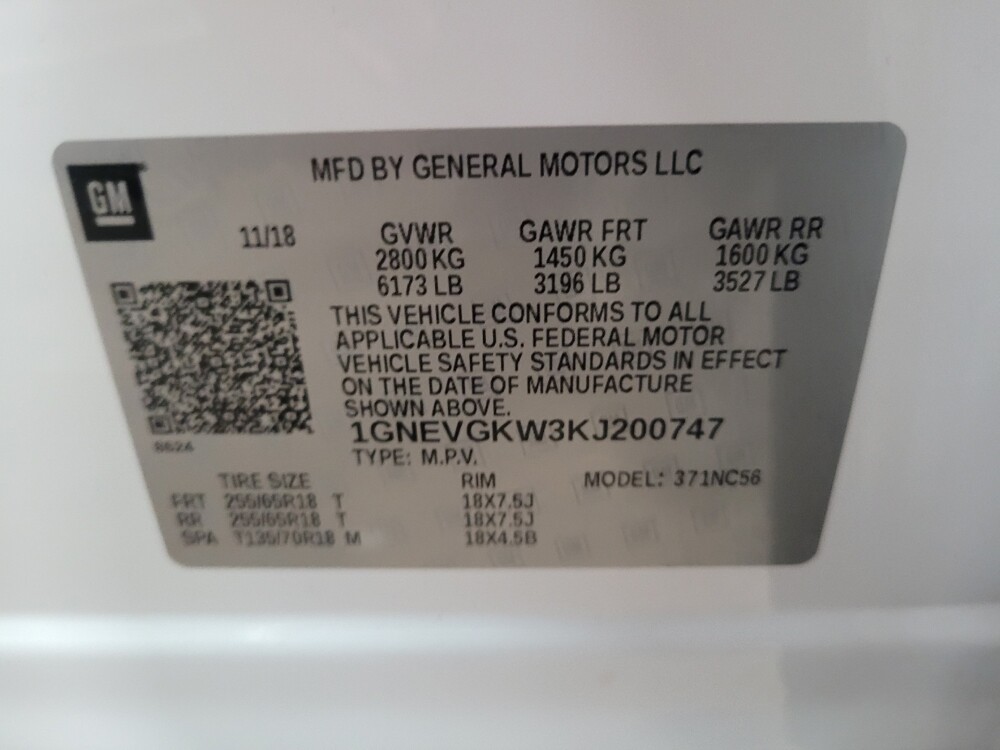 GM
MFD BY GENERAL MOTORS LLC
11/18 GVWR GAWR FRT GAWR RR
2800 KG 1450 KG 1600 KG
6173 LB 3196 LB 3527 LB
THIS VEHICLE CONFORMS TO ALL
APPLICABLE U.S. FEDERAL MOTOR
VEHICLE SAFETY STANDARDS IN EFFECT
ON THE DATE OF MANUFACTURE
SHOWN ABOVE.
1GNEVGKW3KJ200747
8624
TYPE: M.P.V.
TIRE SIZE RIM MODEL: 371NC56
FRT 255/65R18 T 18X7.5J
RR 255/65R18 T 18X7.5J
SPA T135/70R18 M 18X4.5B